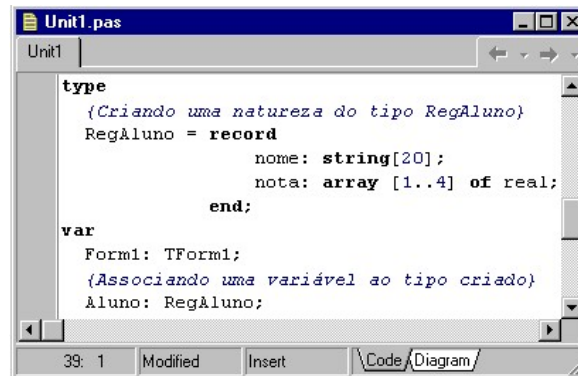 Unit1.pas
Unit1
type
{Criando uma natureza do tipo RegAluno}
RegAluno = record
nome: string[20];
nota: array [1..4] of real;
end;
var
Form1: TForm1;
{Associando uma variável ao tipo criado}
Aluno: RegAluno;
39: 1 Modified Insert Code Diagram